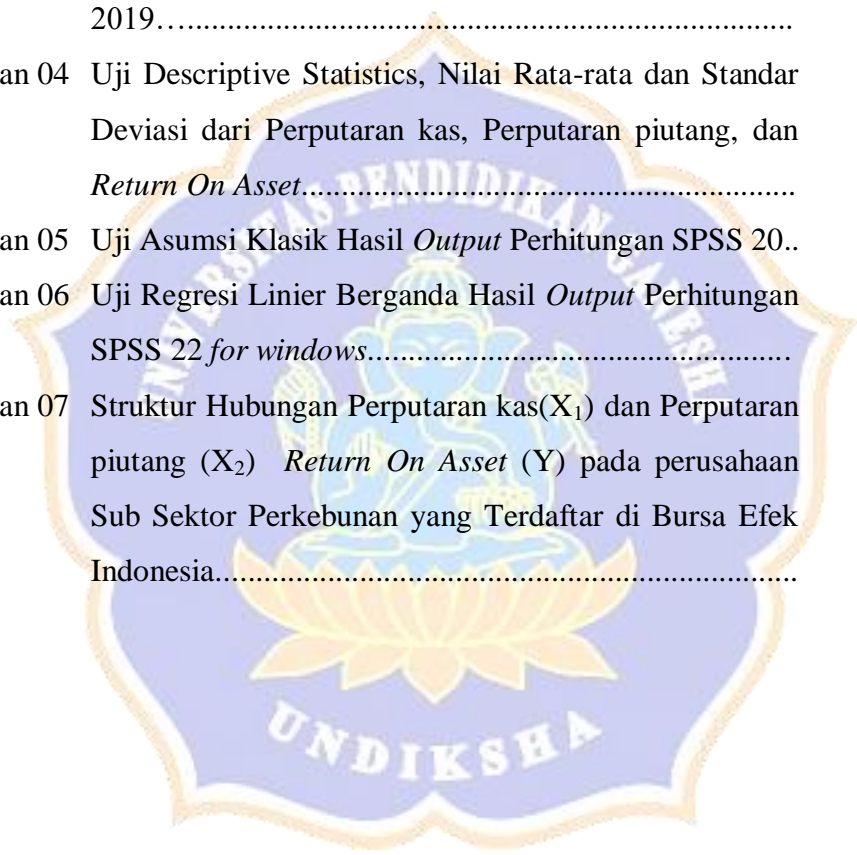 2019….........................................................................
an 04 Uji Descriptive Statistics, Nilai Rata-rata dan Standar
Deviasi dari Perputaran kas, Perputaran piutang, dan
Return On Asset............................................................
an 05 Uji Asumsi Klasik Hasil Output Perhitungan SPSS 20..
an 06 Uji Regresi Linier Berganda Hasil Output Perhitungan
SPSS 22 for windows...................................................
an 07 Struktur Hubungan Perputaran kas(X₁) dan Perputaran
piutang (X₂) Return On Asset (Y) pada perusahaan
Sub Sektor Perkebunan yang Terdaftar di Bursa Efek
Indonesia......................................................................
UNIVERSITAS PENDIDIKAN GANESHA
UNDIKSHA